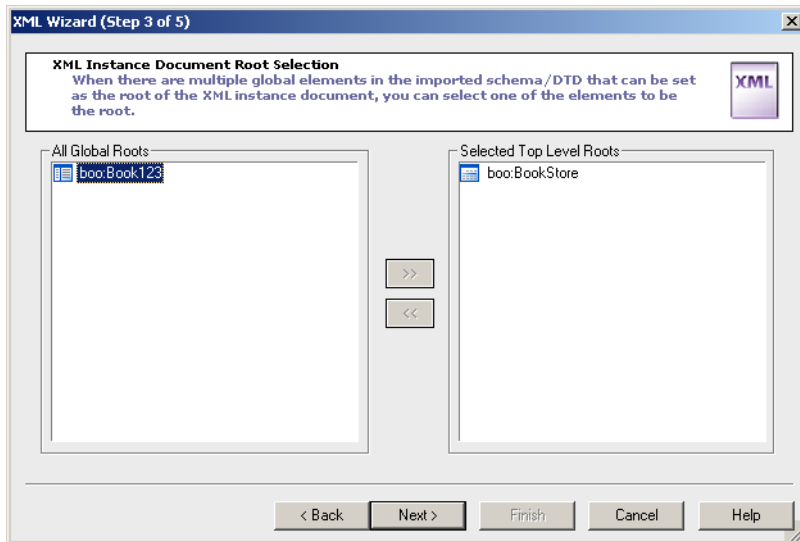 XML Wizard (Step 3 of 5)
XML Instance Document Root Selection
When there are multiple global elements in the imported schema/DTD that can be set
as the root of the XML instance document, you can select one of the elements to be
the root.
XML
All Global Roots
boo:Book123
Selected Top Level Roots
boo:BookStore
>>
<<
< Back
Next >
Finish
Cancel
Help